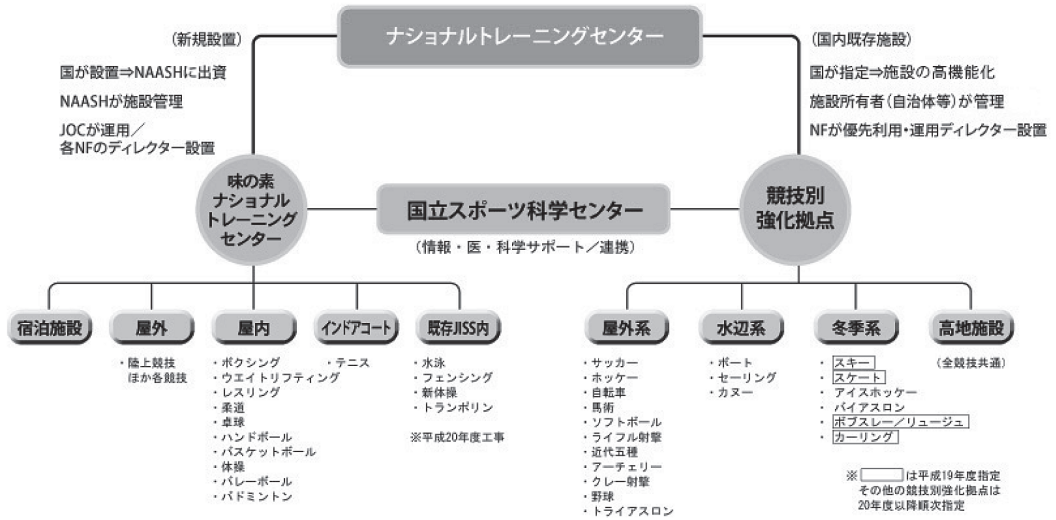 ナショナルトレーニングセンター
(新規設置)
国が設置⇒NAASHに出資
NAASHが施設管理
JOCが運用／
各NFのディレクター設置
(国内既存施設)
国が指定⇒施設の高機能化
施設所有者(自治体等)が管理
NFが優先利用・運用ディレクター設置
味の素
ナショナル
トレーニング
センター
国立スポーツ科学センター
(情報・医・科学サポート／連携)
競技別
強化拠点
宿泊施設
屋外
・陸上競技
ほか各競技
屋内
・ボクシング
・ウエイトリフティング
・レスリング
・柔道
・卓球
・ハンドボール
・バスケットボール
・体操
・バレーボール
・バドミントン
インドアコート
・テニス
既存JISS内
・水泳
・フェンシング
・新体操
・トランポリン
※平成20年度工事
屋外系
・サッカー
・ホッケー
・自転車
・馬術
・ソフトボール
・ライフル射撃
・近代五種
・アーチェリー
・クレー射撃
・野球
・トライアスロン
水辺系
・ボート
・セーリング
・カヌー
冬季系
・スキー
・スケート
・アイスホッケー
・バイアスロン
・ボブスレー／リュージュ
・カーリング
高地施設
(全競技共通)
※ は平成19年度指定
その他の競技別強化拠点は
20年度以降順次指定